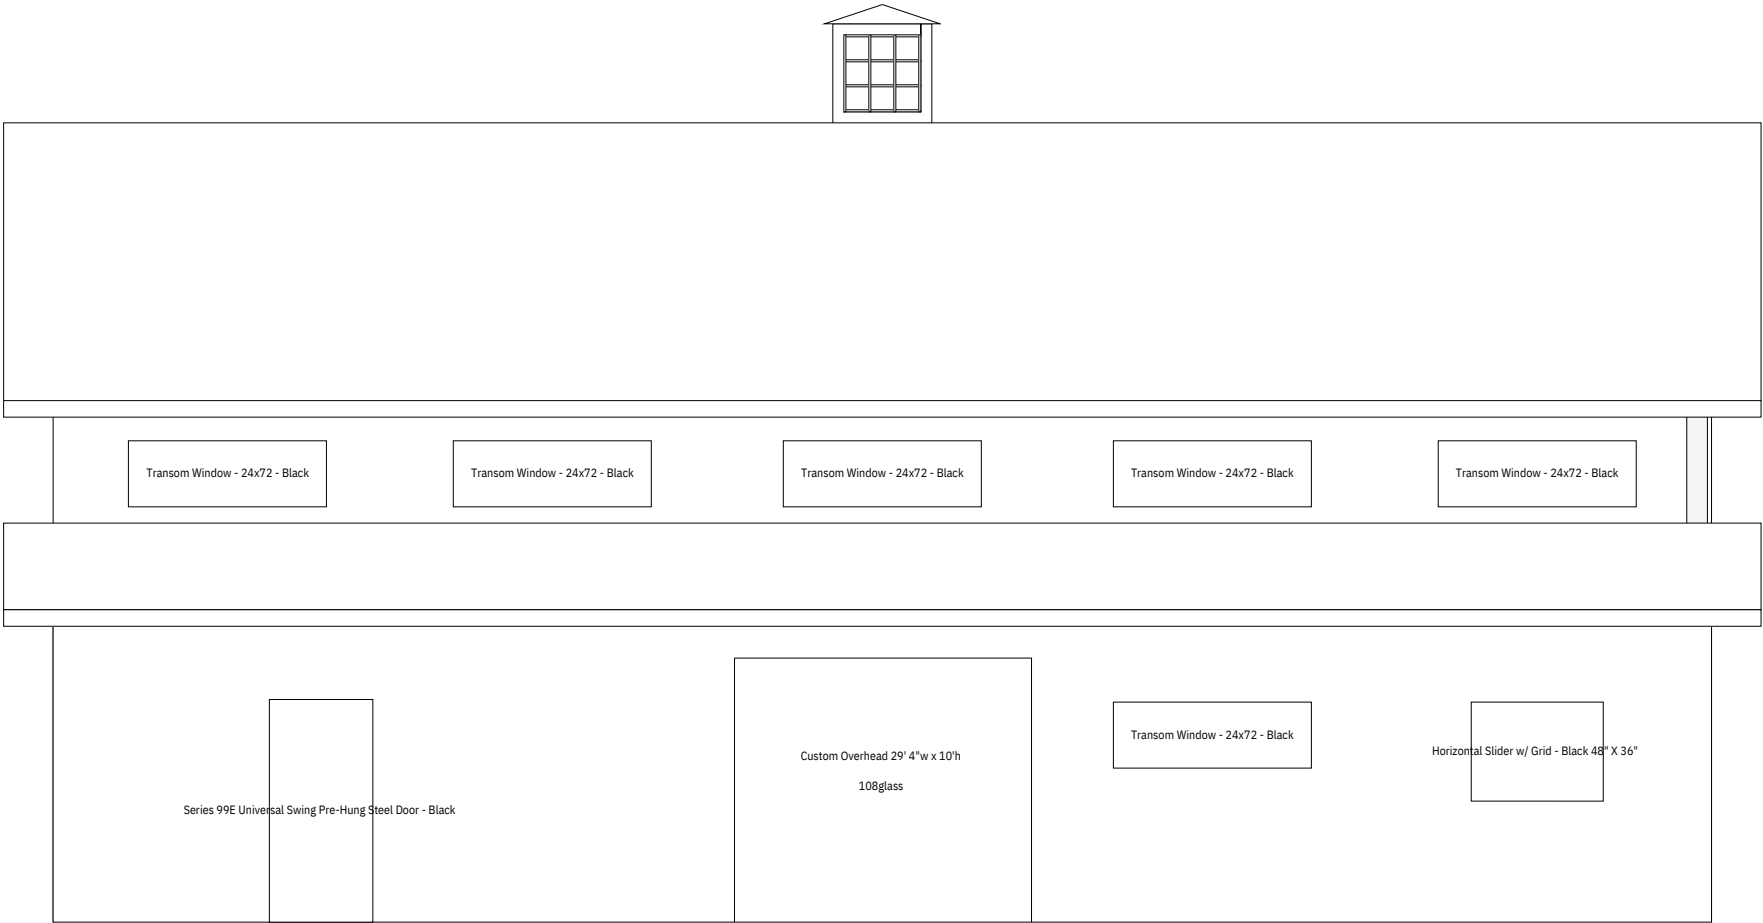 Transom Window - 24x72 - Black
Transom Window - 24x72 - Black
Transom Window - 24x72 - Black
Transom Window - 24x72 - Black
Transom Window - 24x72 - Black
Custom Overhead 29' 4"w x 10'h
108glass
Transom Window - 24x72 - Black
Horizontal Slider w/ Grid - Black 48" X 36"
Series 99E Universal Swing Pre-Hung Steel Door - Black